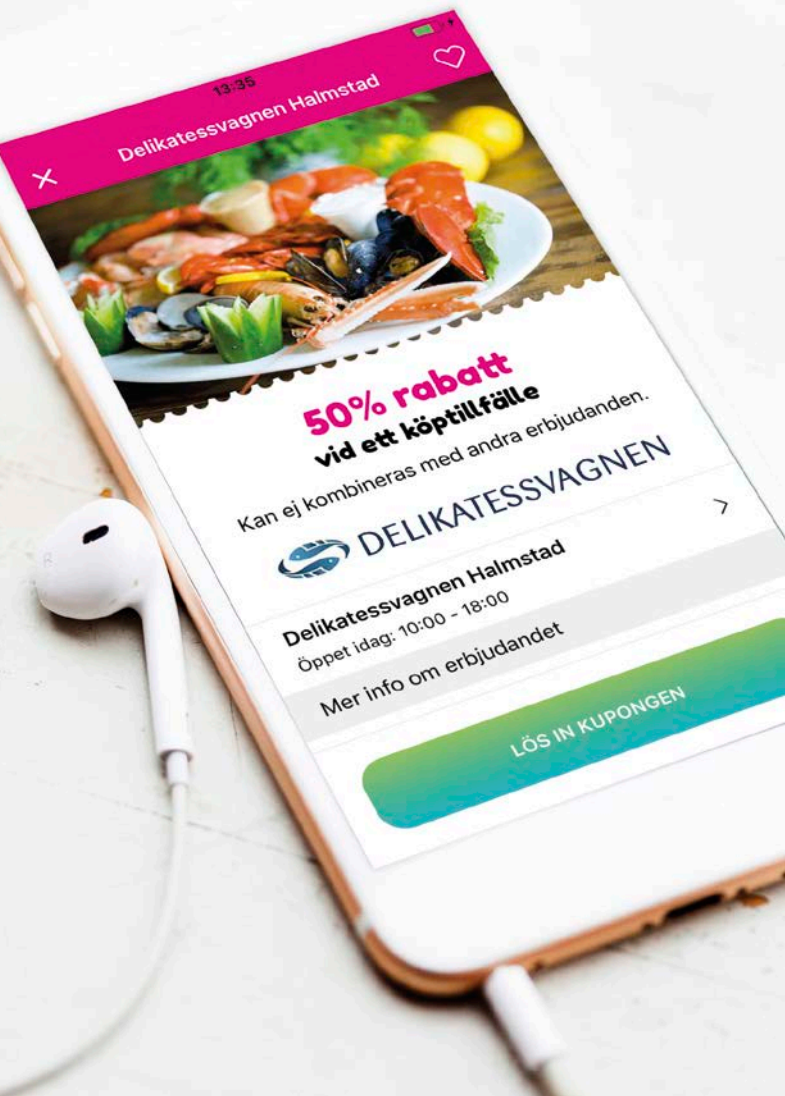 13:35
Delikatessvagnen Halmstad
50% rabatt
vid ett köptillfälle
Kan ej kombineras med andra erbjudanden.
DELIKATESSVAGNEN
Delikatessvagnen Halmstad
Öppet idag: 10:00 - 18:00
Mer info om erbjudandet
LÖS IN KUPONGEN
R